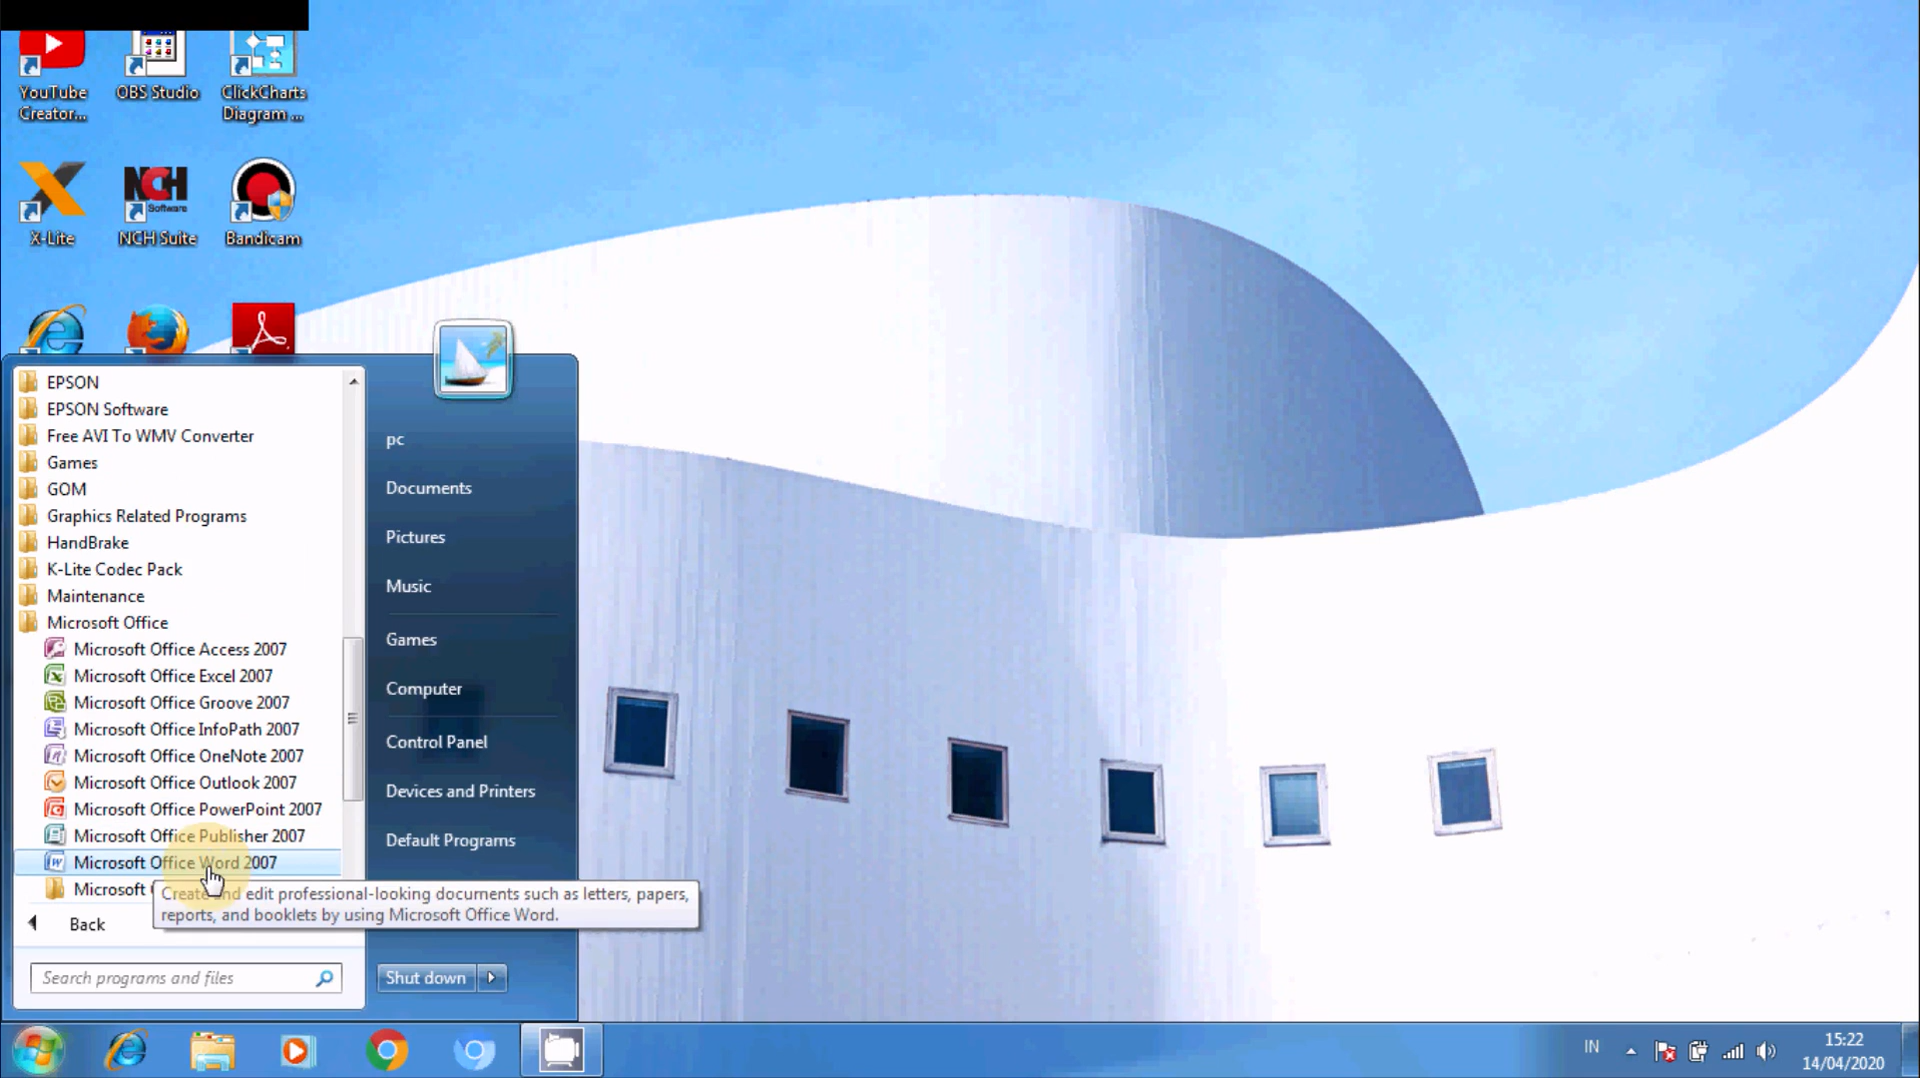 YouTube
Creator...
OBS Studio
ClickCharts
Diagram ...
X-Lite
NCH
Software
NCH Suite
Bandicam
EPSON
EPSON Software
Free AVI To WMV Converter
Games
GOM
Graphics Related Programs
HandBrake
K-Lite Codec Pack
Maintenance
Microsoft Office
Microsoft Office Access 2007
Microsoft Office Excel 2007
Microsoft Office Groove 2007
Microsoft Office InfoPath 2007
Microsoft Office OneNote 2007
Microsoft Office Outlook 2007
Microsoft Office PowerPoint 2007
Microsoft Office Publisher 2007
Microsoft Office Word 2007
Microsoft
Create and edit professional-looking documents such as letters, papers,
reports, and booklets by using Microsoft Office Word.
Back
Search programs and files
pc
Documents
Pictures
Music
Games
Computer
Control Panel
Devices and Printers
Default Programs
Shut down
IN
15:22
14/04/2020